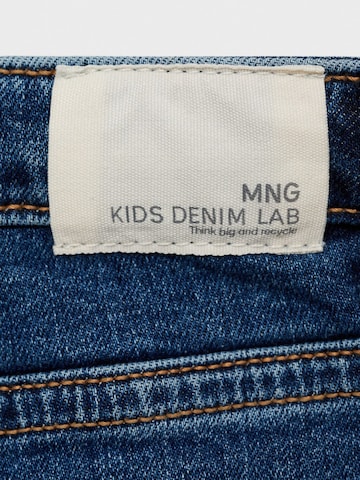 MNG
KIDS DENIM LAB
Think big and recycle